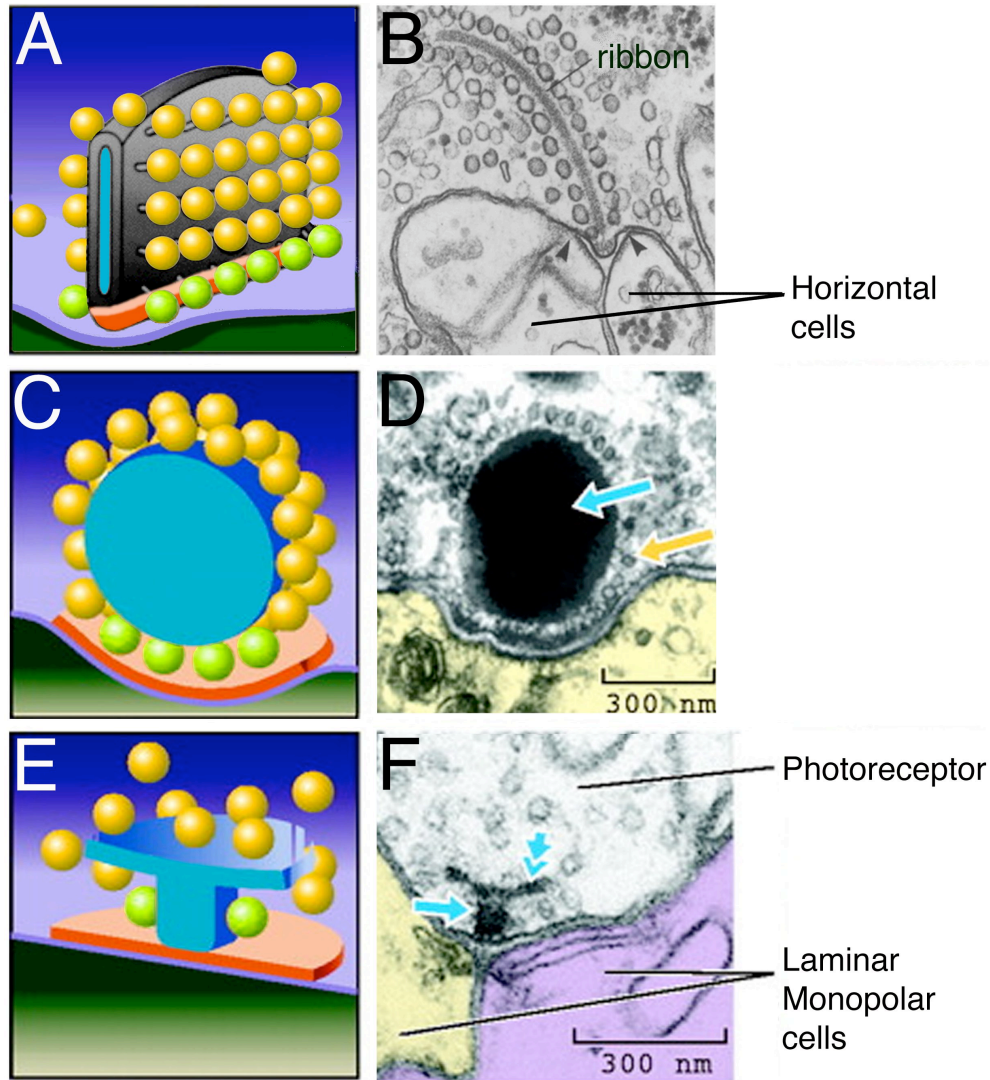 A
B
ribbon
Horizontal
cells
C
D
300 nm
E
F
Photoreceptor
Laminar
Monopolar
cells
300 nm